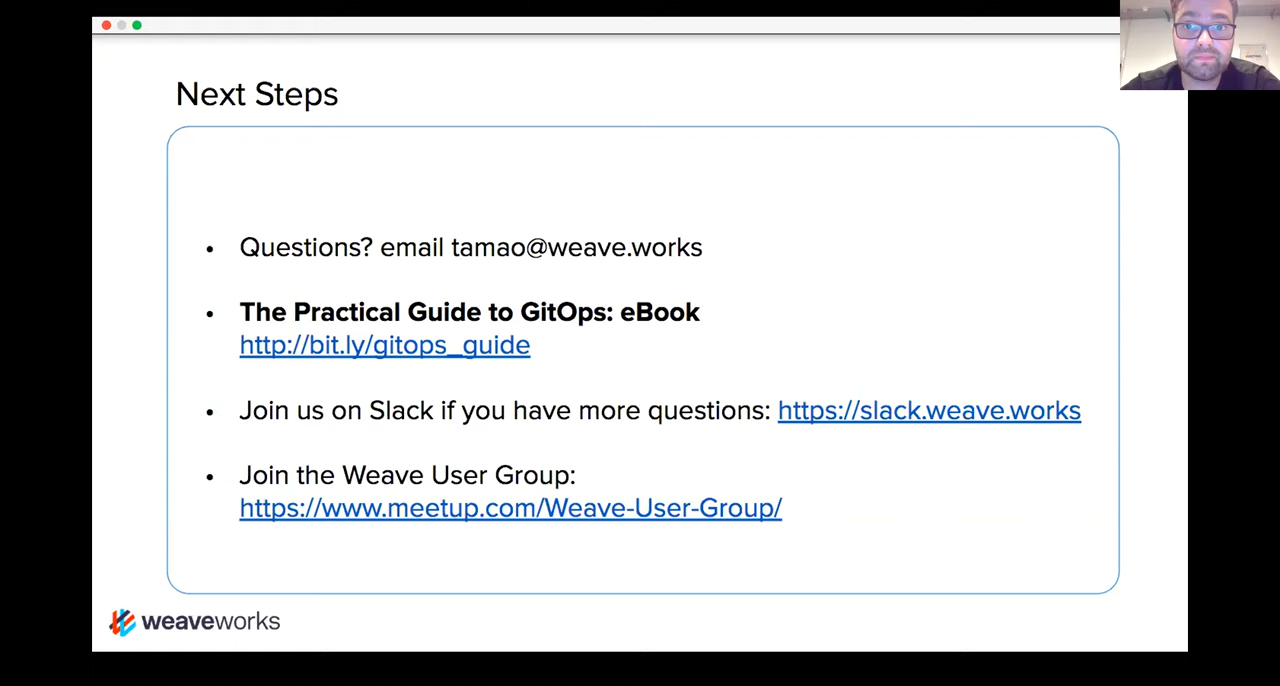 Next Steps
• Questions? email tamao@weave.works
• The Practical Guide to GitOps: eBook
http://bit.ly/gitops_guide
• Join us on Slack if you have more questions: https://slack.weave.works
• Join the Weave User Group:
https://www.meetup.com/Weave-User-Group/
weaveworks